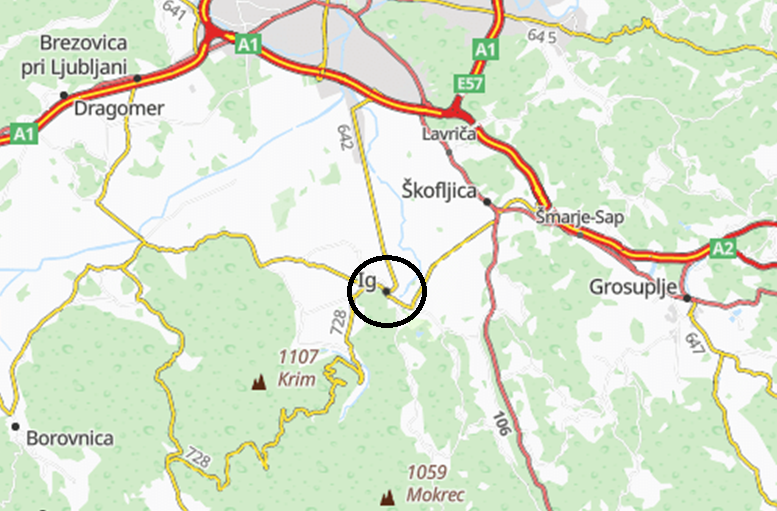 641
A1
645
Brezovica
pri Ljubljani
A1
E57
Dragomer
A1
642
Lavriča
Škofljica
Šmarje-Sap
A2
Ig
Grosuplje
728
647
1107
Krim
106
Borovnica
728
1059
Mokrec